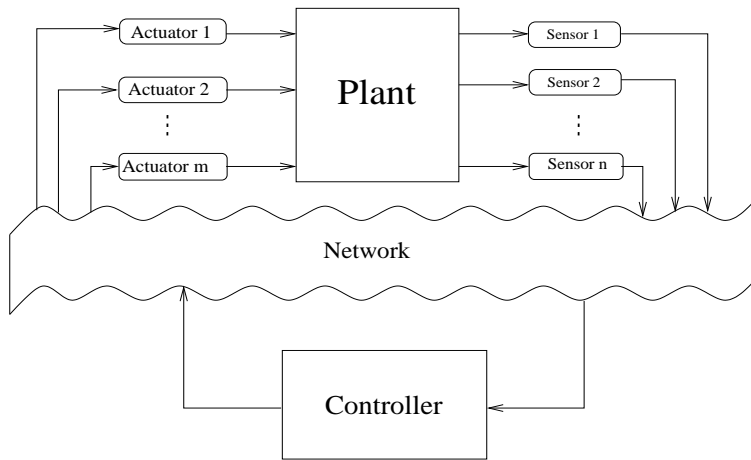 Actuator 1
Actuator 2
Actuator m
Plant
Sensor 1
Sensor 2
Sensor n
Network
Controller